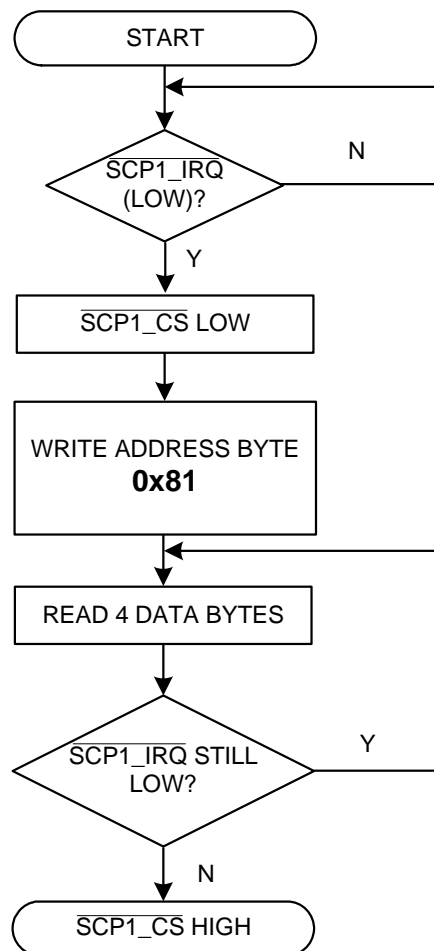 START
SCP1_IRQ
(LOW)?
N
Y
SCP1_CS LOW
WRITE ADDRESS BYTE
0x81
READ 4 DATA BYTES
SCP1_IRQ STILL
LOW?
Y
N
SCP1_CS HIGH